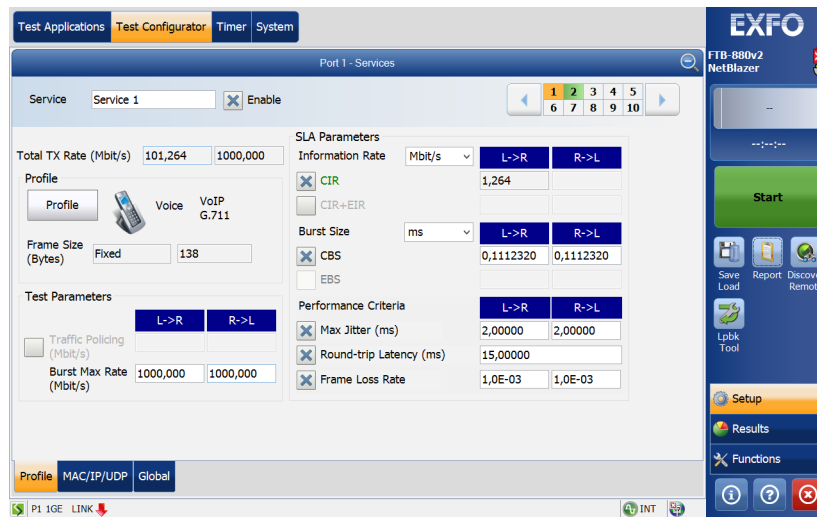 Test Applications Test Configurator Timer System
Port 1 - Services
Service Service 1 Enable
1 2 3 4 5
6 7 8 9 10
Total TX Rate (Mbit/s) 101,264 1000,000
Profile
Profile Voice VoIP
G.711
Frame Size
(Bytes) Fixed 138
Test Parameters
L->R R->L
Traffic Policing
(Mbit/s)
Burst Max Rate
(Mbit/s) 1000,000 1000,000
SLA Parameters
Information Rate Mbit/s L->R R->L
CIR 1,264
CIR+EIR
Burst Size ms L->R R->L
CBS 0,1112320 0,1112320
EBS
Performance Criteria L->R R->L
Max Jitter (ms) 2,00000 2,00000
Round-trip Latency (ms) 15,00000
Frame Loss Rate 1,0E-03 1,0E-03
Profile MAC/IP/UDP Global
P1 1GE LINK INT
EXFO
FTB-880v2
NetBlazer
--
--:--:--
Start
Save
Load
Report
Discov
Remot
Lpbk
Tool
Setup
Results
Functions